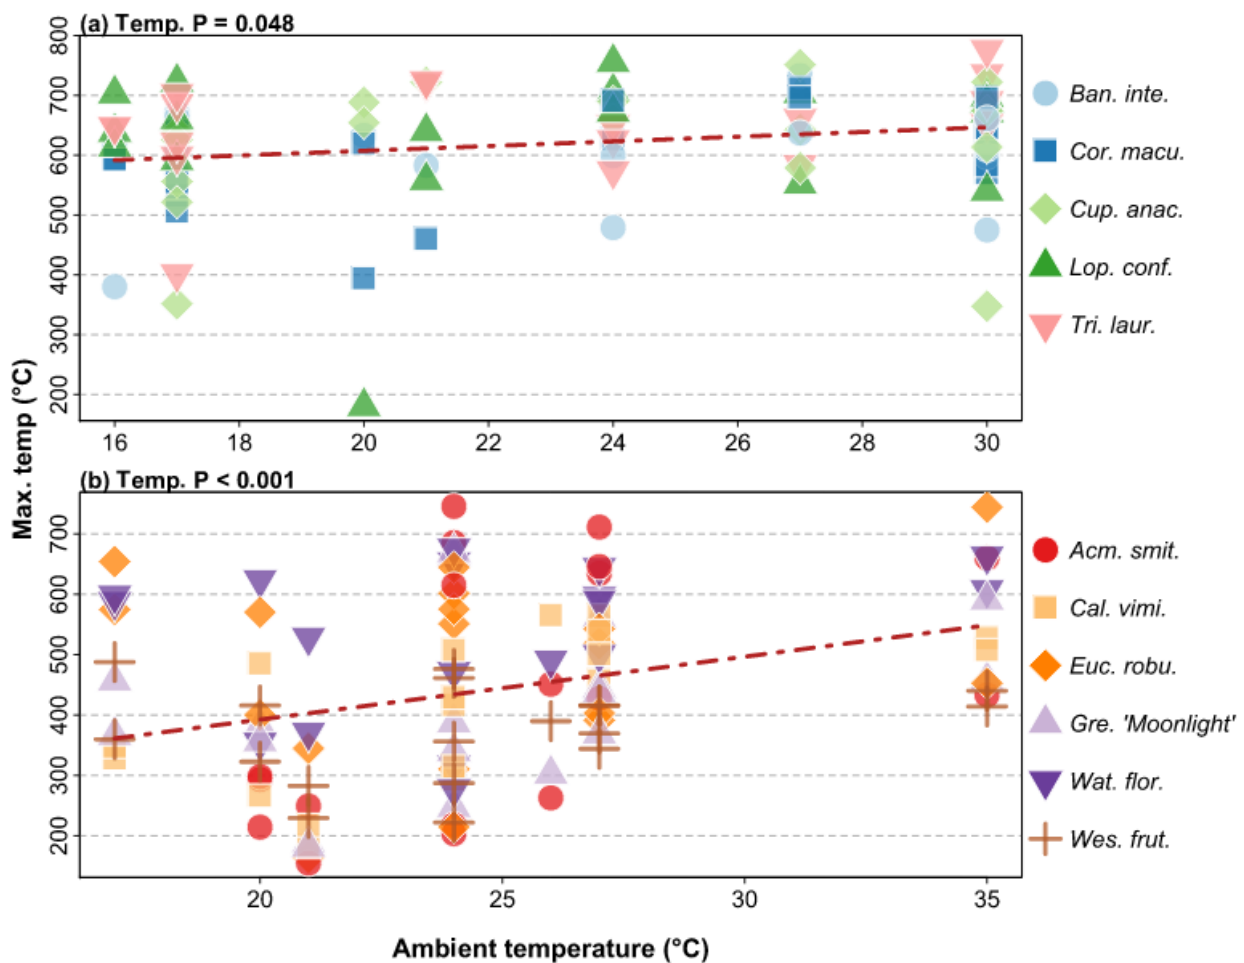 (a) Temp. P = 0.048
800
700
600
500
400
300
200
16 18 20 22 24 26 28 30
Ban. inte.
Cor. macu.
Cup. anac.
Lop. conf.
Tri. laur.
Max. temp (°C)
(b) Temp. P < 0.001
700
600
500
400
300
200
20 25 30 35
Acm. smit.
Cal. vimi.
Euc. robu.
Gre. 'Moonlight'
Wat. flor.
Wes. frut.
Ambient temperature (°C)